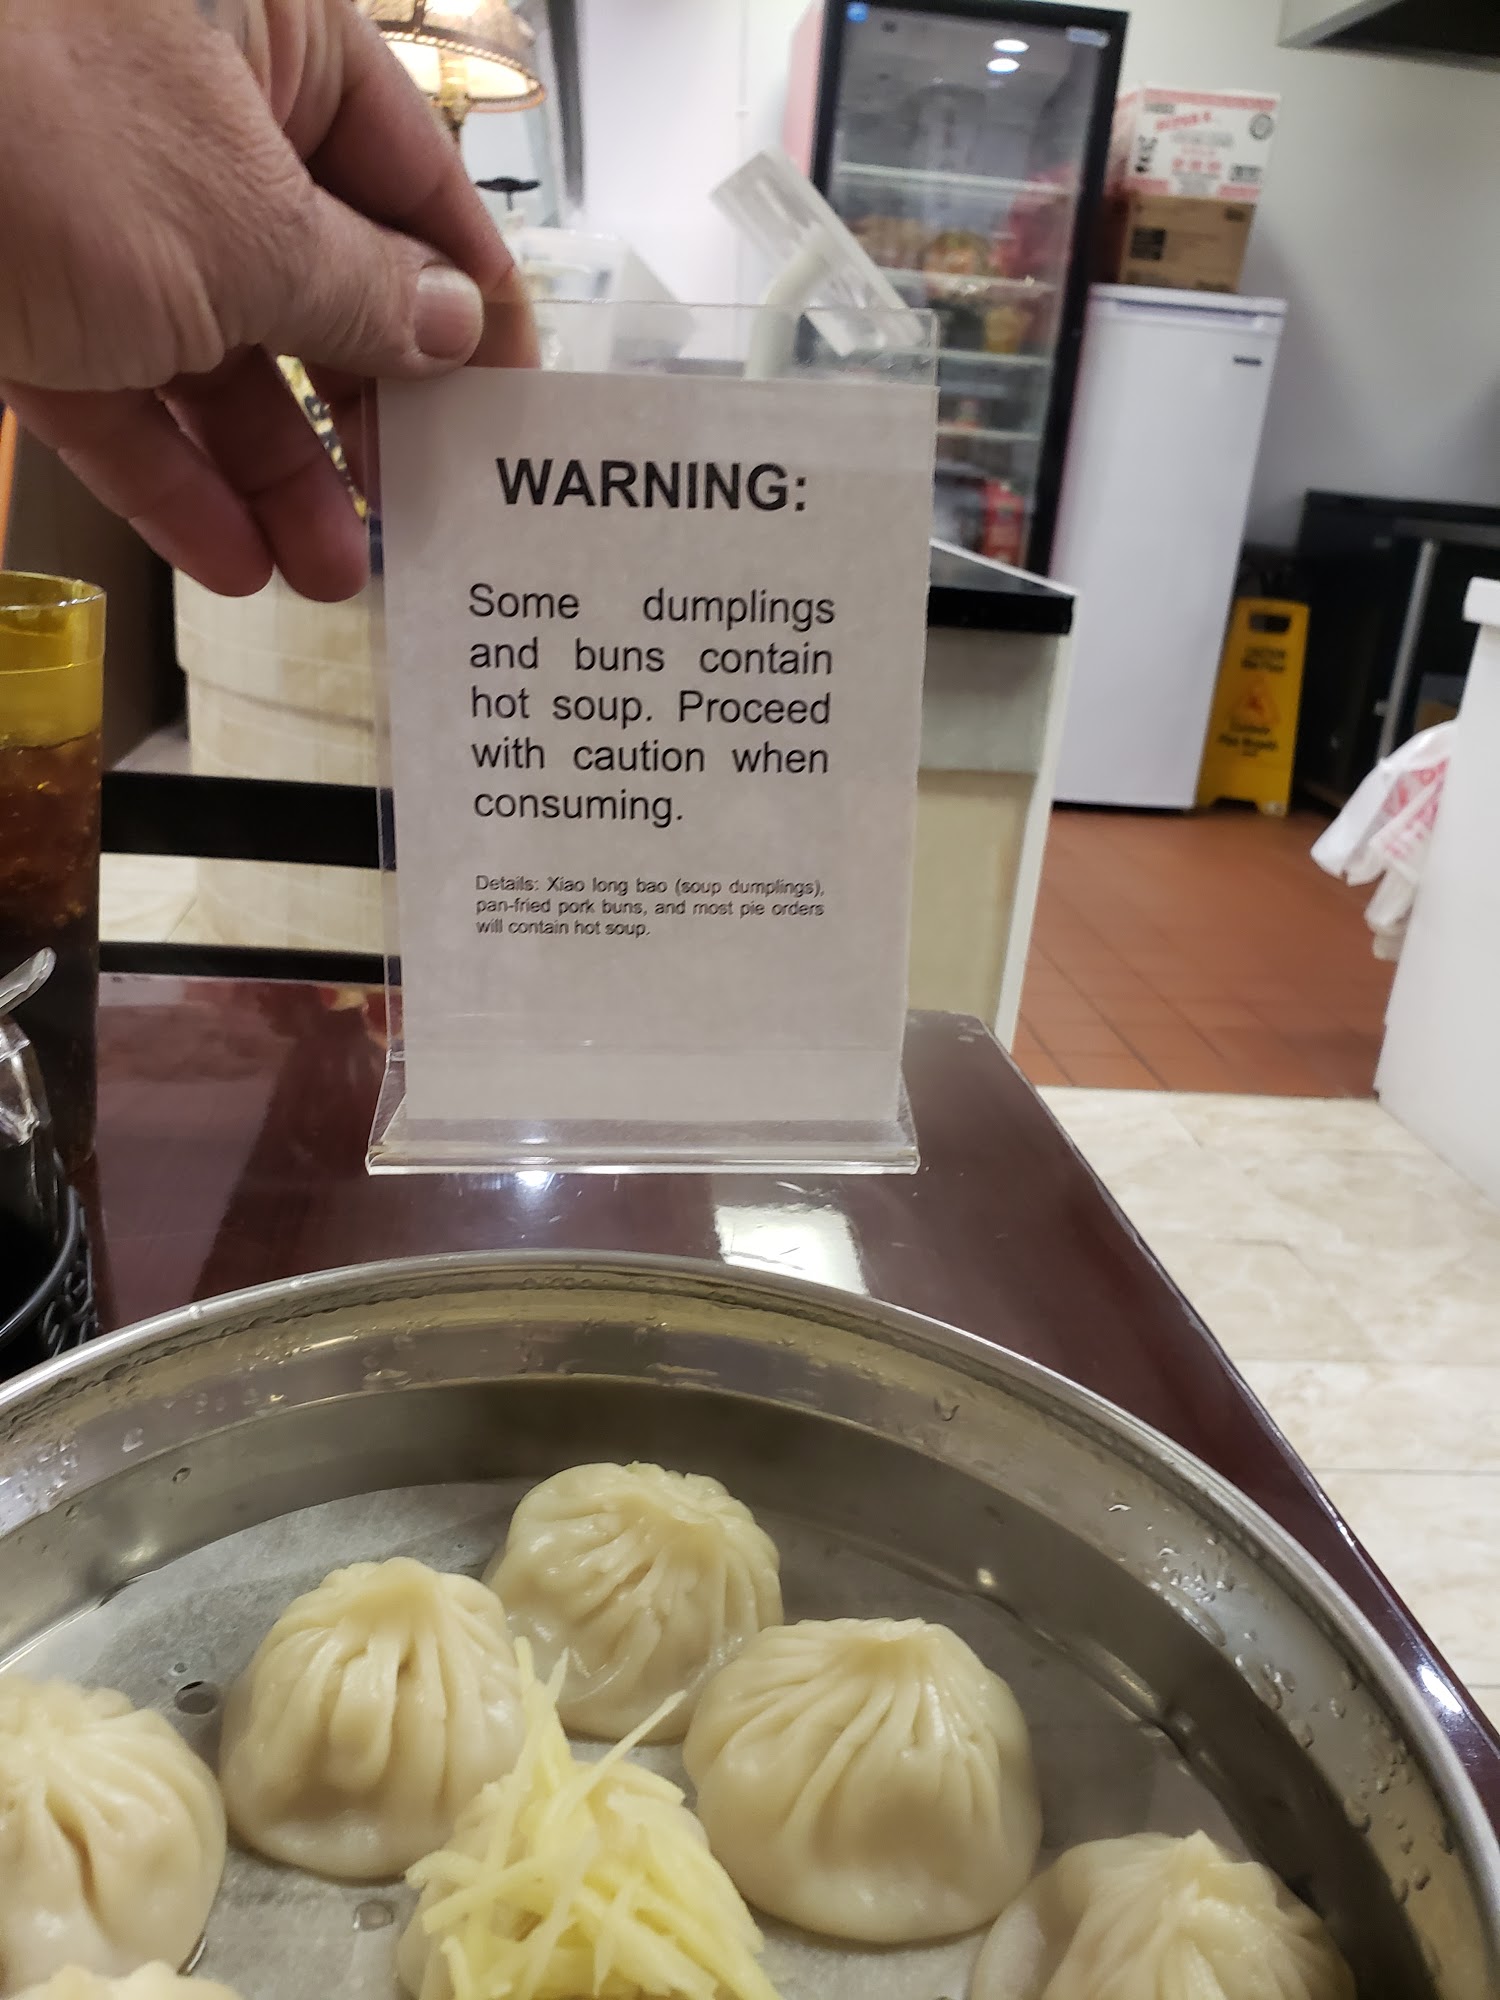 WARNING:
Some dumplings
and buns contain
hot soup. Proceed
with caution when
consuming.
Details: Xiao long bao (soup dumplings),
pan-fried pork buns, and most pie orders
will contain hot soup.
CAUTION